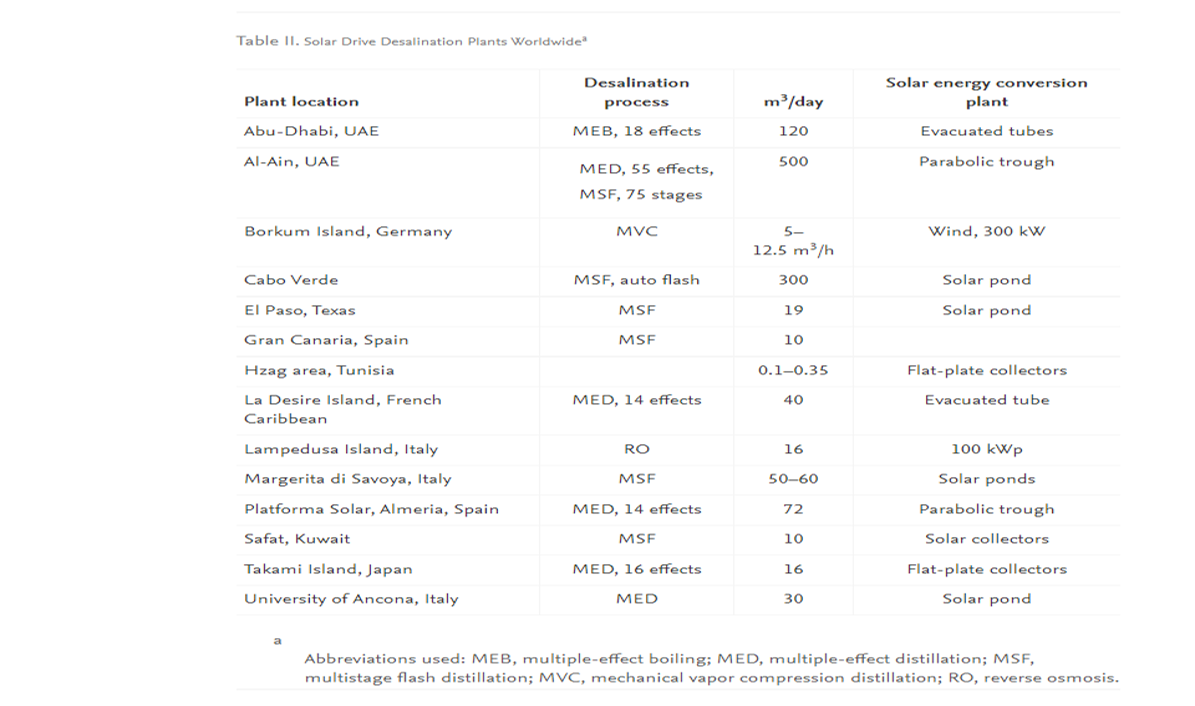 Table II. Solar Drive Desalination Plants Worldwideᵃ
Desalination Solar energy conversion
Plant location process m³/day plant
Abu-Dhabi, UAE MEB, 18 effects 120 Evacuated tubes
Al-Ain, UAE MED, 55 effects, 500 Parabolic trough
MSF, 75 stages
Borkum Island, Germany MVC 5– Wind, 300 kW
12.5 m³/h
Cabo Verde MSF, auto flash 300 Solar pond
El Paso, Texas MSF 19 Solar pond
Gran Canaria, Spain MSF 10
Hzag area, Tunisia 0.1–0.35 Flat-plate collectors
La Desire Island, French MED, 14 effects 40 Evacuated tube
Caribbean
Lampedusa Island, Italy RO 16 100 kWp
Margerita di Savoya, Italy MSF 50–60 Solar ponds
Platforma Solar, Almeria, Spain MED, 14 effects 72 Parabolic trough
Safat, Kuwait MSF 10 Solar collectors
Takami Island, Japan MED, 16 effects 16 Flat-plate collectors
University of Ancona, Italy MED 30 Solar pond
a
Abbreviations used: MEB, multiple-effect boiling; MED, multiple-effect distillation; MSF,
multistage flash distillation; MVC, mechanical vapor compression distillation; RO, reverse osmosis.